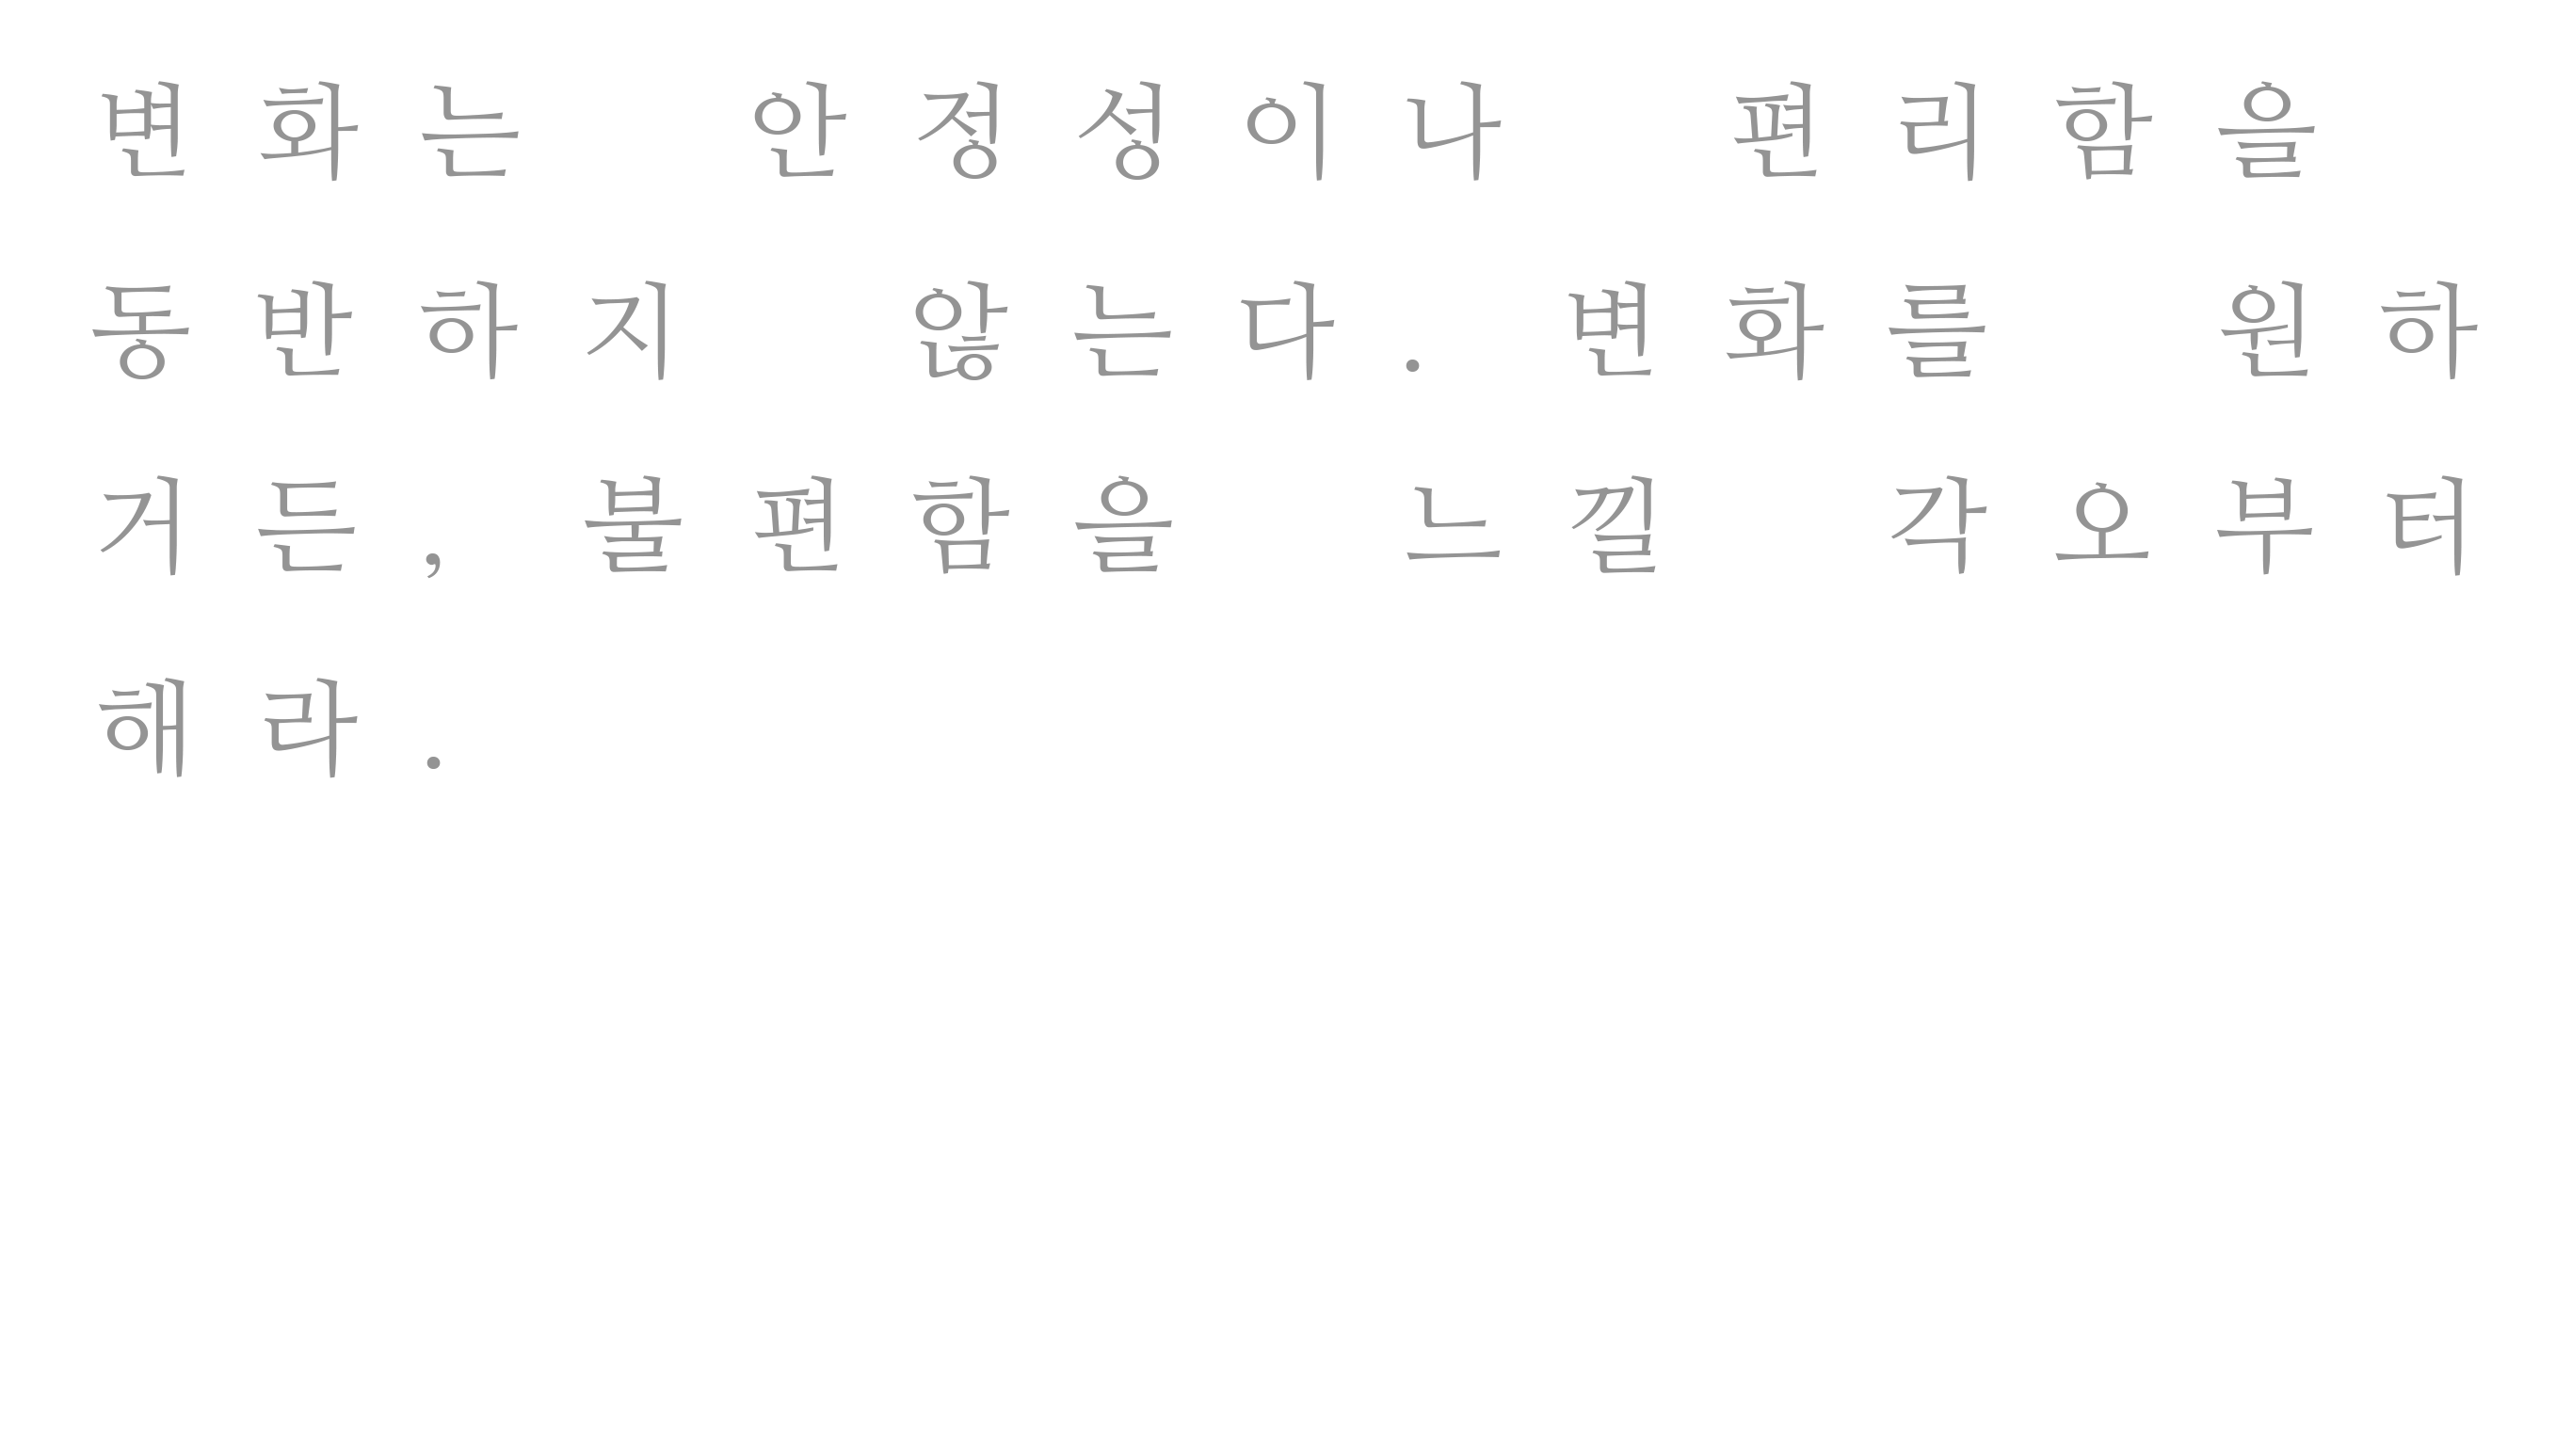 변화는 안정성이나 편리함을
동반하지 않는다. 변화를 원하
거든, 불편함을 느낄 각오부터
해라.